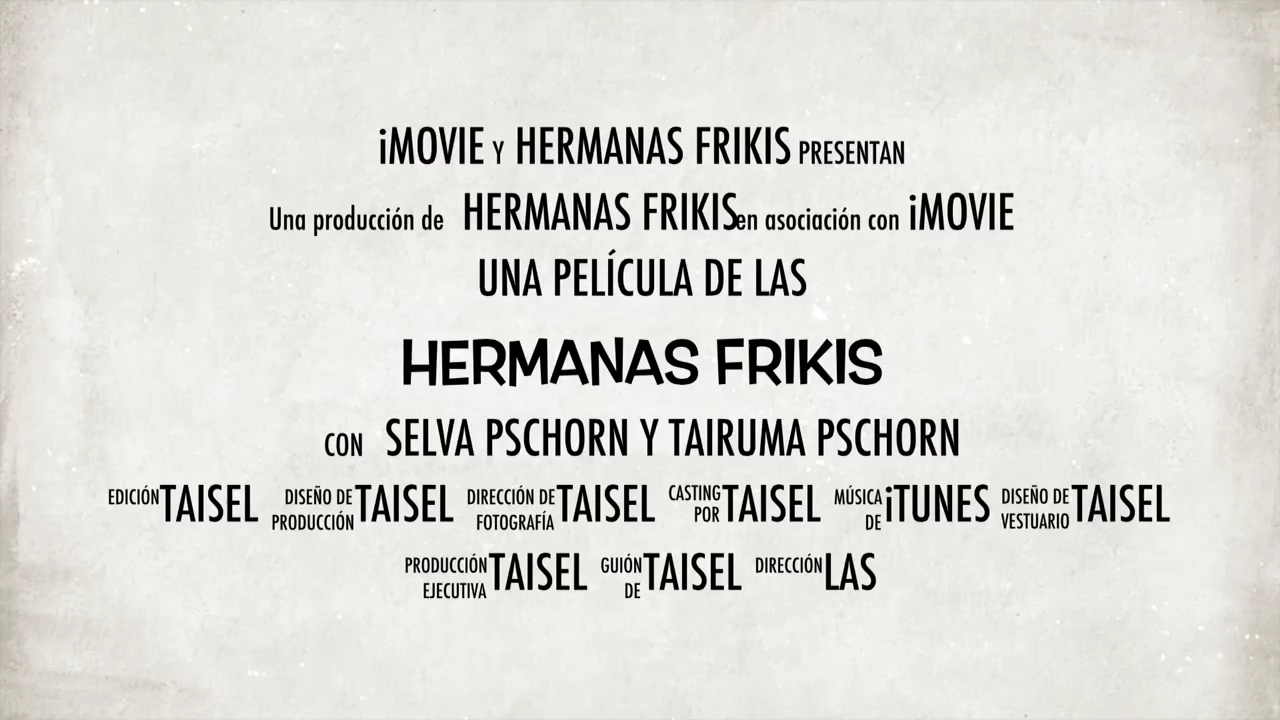 iMOVIE Y HERMANAS FRIKIS PRESENTAN
Una producción de HERMANAS FRIKIS en asociación con iMOVIE
UNA PELÍCULA DE LAS
HERMANAS FRIKIS
CON SELVA PSCHORN Y TAIRUMA PSCHORN
EDICIÓN TAISEL DISEÑO DE PRODUCCIÓN TAISEL DIRECCIÓN DE FOTOGRAFÍA TAISEL CASTING POR TAISEL MÚSICA DE iTUNES DISEÑO DE VESTUARIO TAISEL
PRODUCCIÓN EJECUTIVA TAISEL GUIÓN DE TAISEL DIRECCIÓN LAS